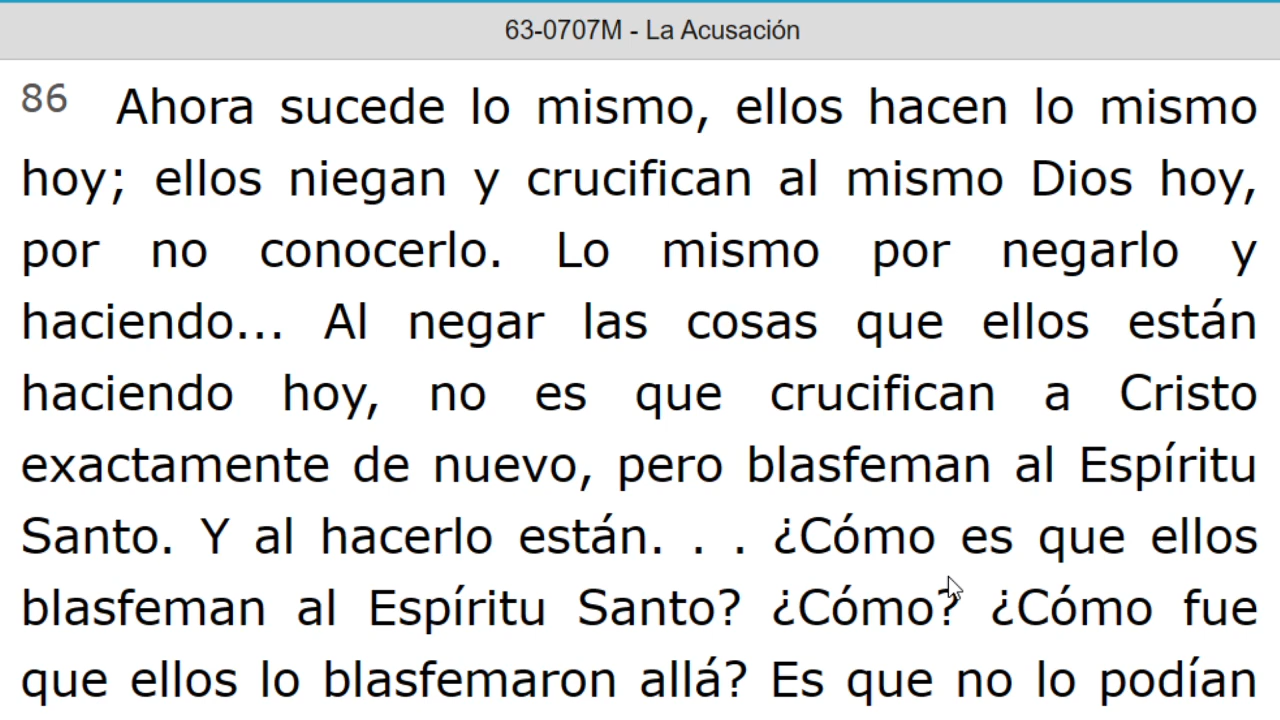 63-0707M - La Acusación
86 Ahora sucede lo mismo, ellos hacen lo mismo
hoy; ellos niegan y crucifican al mismo Dios hoy,
por no conocerlo. Lo mismo por negarlo y
haciendo... Al negar las cosas que ellos están
haciendo hoy, no es que crucifican a Cristo
exactamente de nuevo, pero blasfeman al Espíritu
Santo. Y al hacerlo están. . . ¿Cómo es que ellos
blasfeman al Espíritu Santo? ¿Cómo? ¿Cómo fue
que ellos lo blasfemaron allá? Es que no lo podían